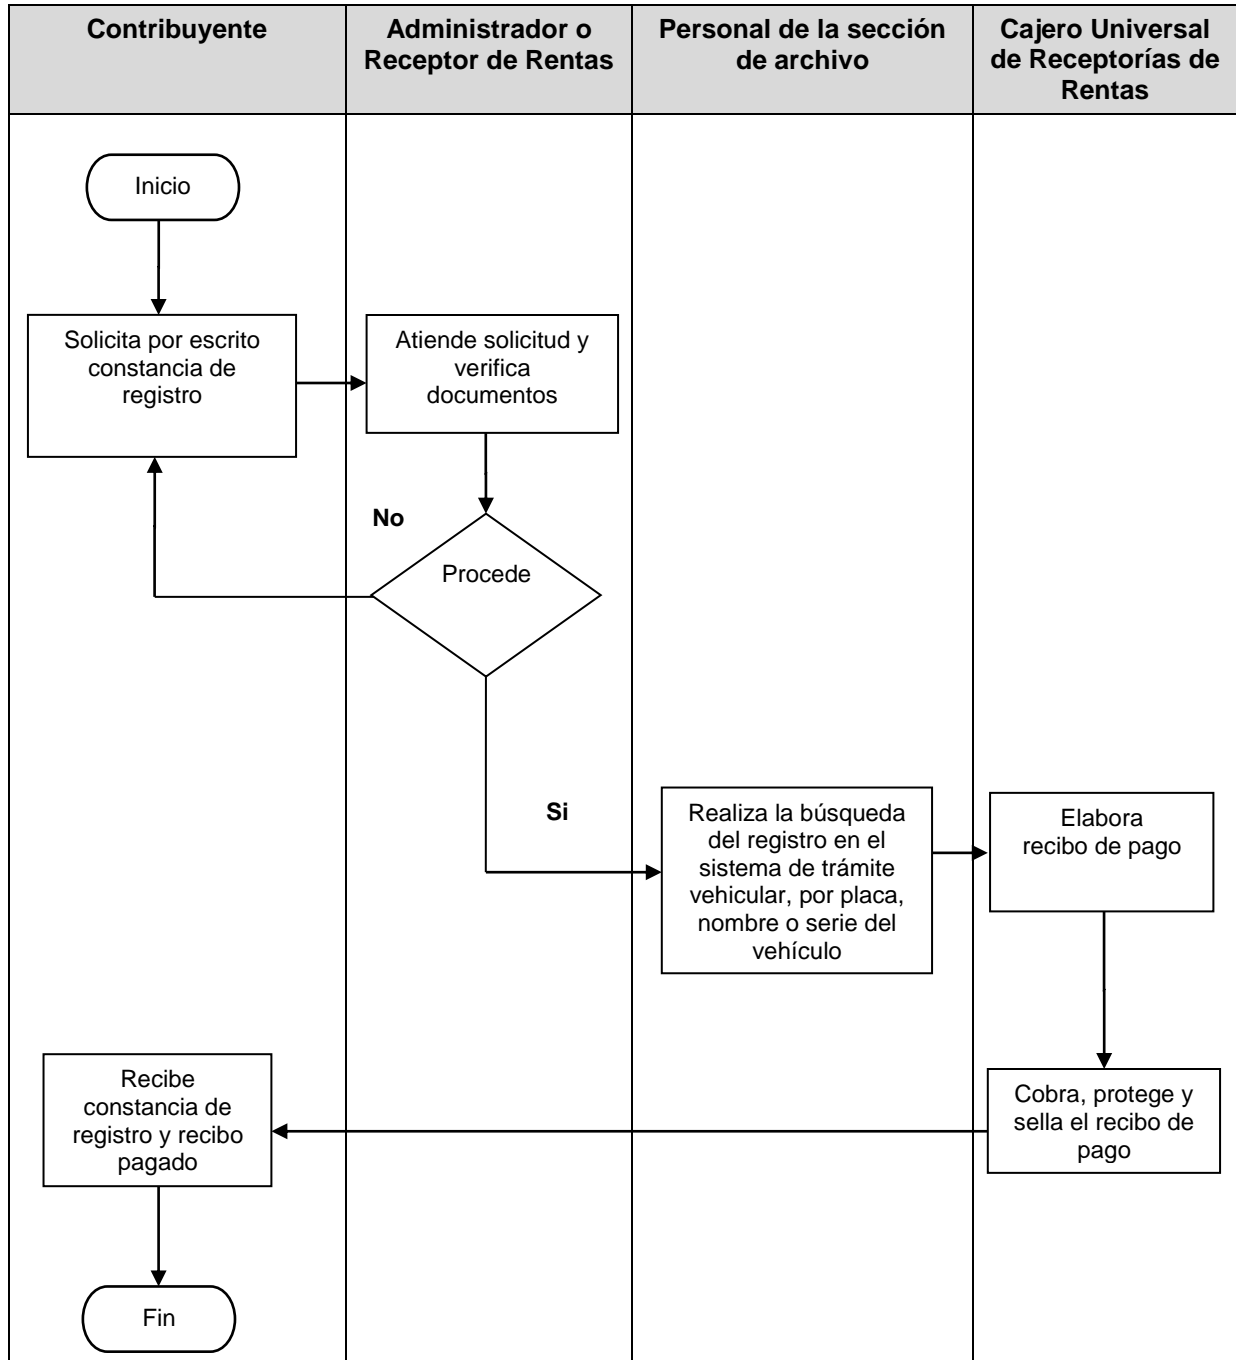 Contribuyente
Administrador o
Receptor de Rentas
Personal de la sección
de archivo
Cajero Universal
de Receptorías de
Rentas
Inicio
Solicita por escrito
constancia de
registro
Atiende solicitud y
verifica
documentos
No
Procede
Si
Realiza la búsqueda
del registro en el
sistema de trámite
vehicular, por placa,
nombre o serie del
vehículo
Elabora
recibo de pago
Cobra, protege y
sella el recibo de
pago
Recibe
constancia de
registro y recibo
pagado
Fin